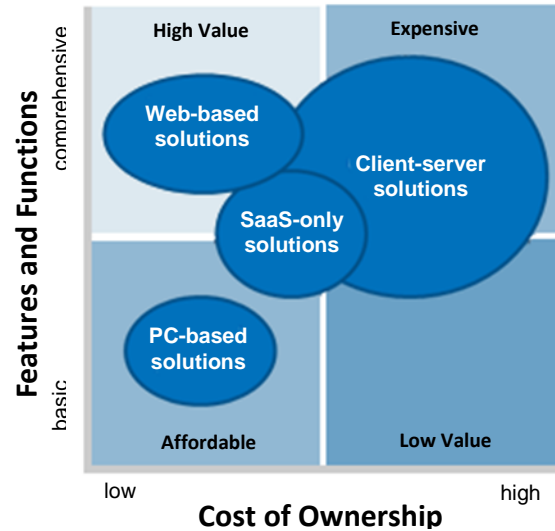 High Value
Expensive
Web-based
solutions
Client-server
solutions
SaaS-only
solutions
PC-based
solutions
Affordable
Low Value
Features and Functions
comprehensive
basic
low
high
Cost of Ownership